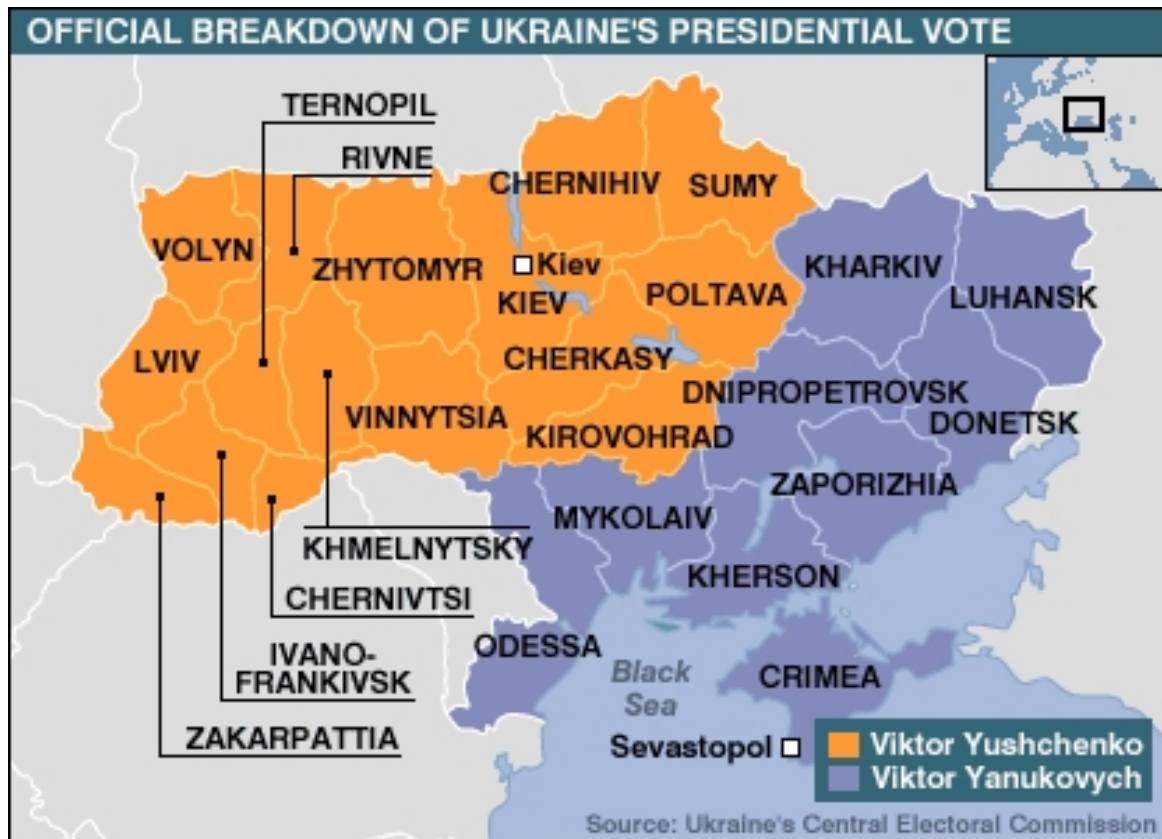 OFFICIAL BREAKDOWN OF UKRAINE'S PRESIDENTIAL VOTE
TERNOPIL
RIVNE
CHERNIHIV
SUMY
VOLYN
ZHYTOMYR
Kiev
KIEV
POLTAVA
KHARKIV
LUHANSK
LVIV
CHERKASY
DNIPROPETROVSK
VINNYTSIA
KIROVOHRAD
DONETSK
ZAPORIZHIA
MYKOLAIV
KHMELNYTSKY
KHERSON
CHERNIVTSI
ODESSA
IVANO-
FRANKIVSK
Black
Sea
CRIMEA
ZAKARPATTIA
Sevastopol
Viktor Yushchenko
Viktor Yanukovych
Source: Ukraine's Central Electoral Commission